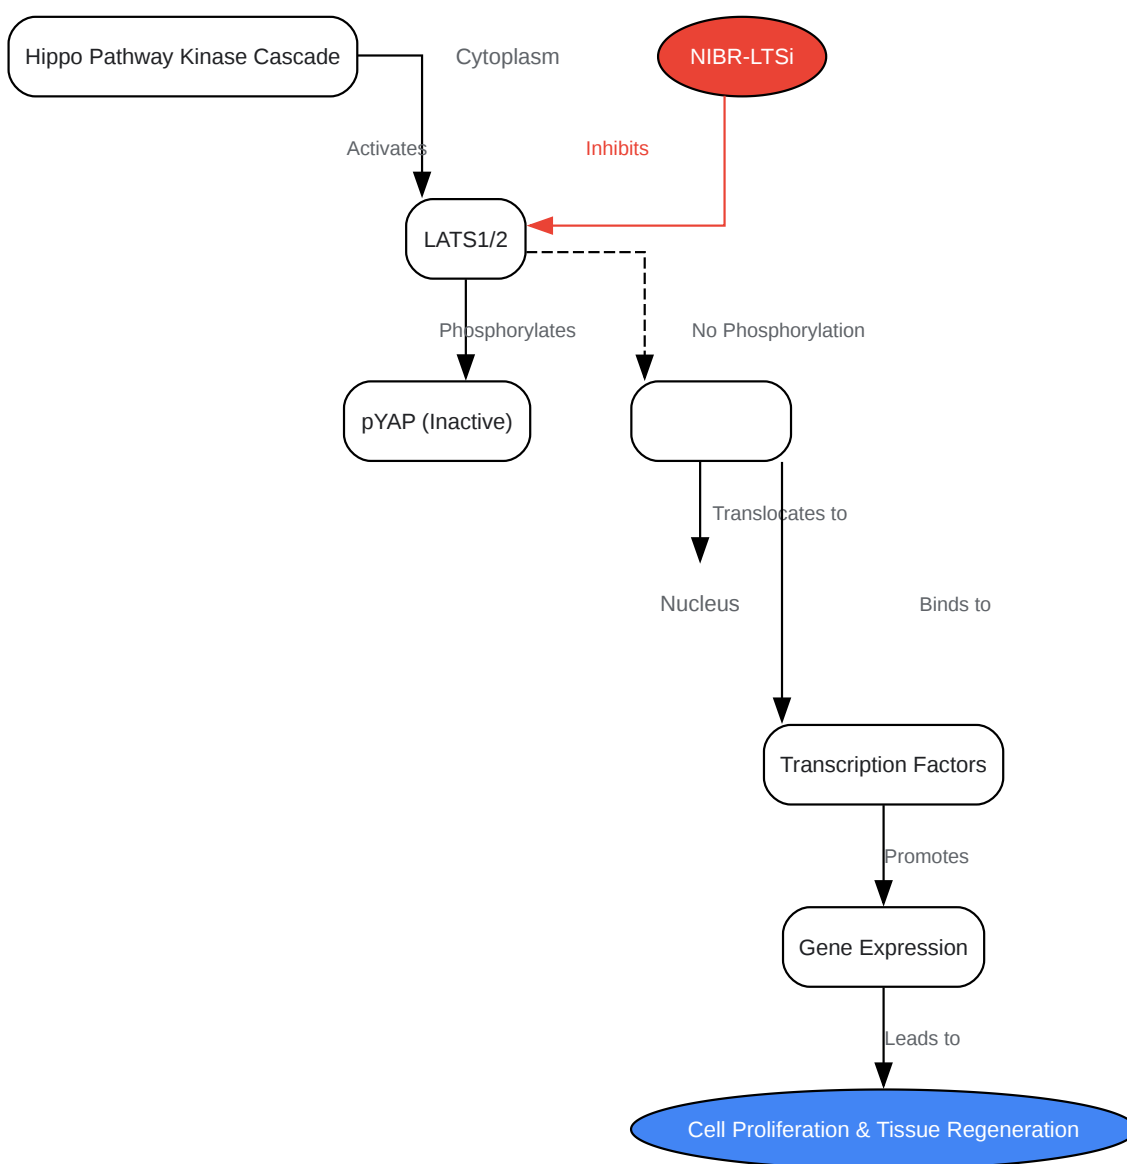 Hippo Pathway Kinase Cascade
Cytoplasm
NIBR-LTSi
Activates
Inhibits
LATS1/2
Phosphorylates
No Phosphorylation
pYAP (Inactive)
Translocates to
Nucleus
Binds to
Transcription Factors
Promotes
Gene Expression
Leads to
Cell Proliferation & Tissue Regeneration